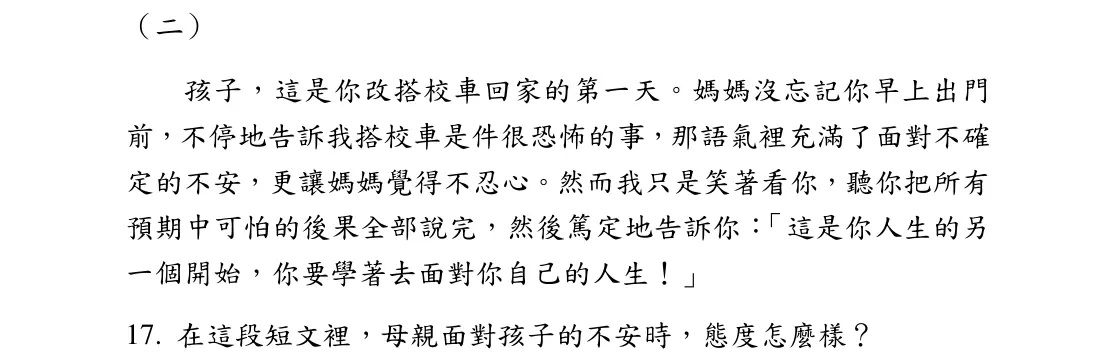 （二）
孩子，這是你改搭校車回家的第一天。媽媽沒忘記你早上出門
前，不停地告訴我搭校車是件很恐怖的事，那語氣裡充滿了面對不確
定的不安，更讓媽媽覺得不忍心。然而我只是笑著看你，聽你把所有
預期中可怕的後果全部說完，然後篤定地告訴你：「這是你人生的另
一個開始，你要學著去面對你自己的人生！」
17. 在這段短文裡，母親面對孩子的不安時，態度怎麼樣？